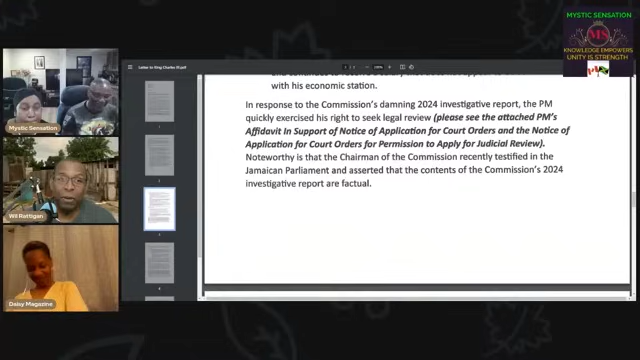 MYSTIC SENSATION
MS
KNOWLEDGE EMPOWERS
UNITY IS STRENGTH
Letter to King Charles III.pdf
with his economic station.
In response to the Commission's damning 2024 investigative report, the PM
quickly exercised his right to seek legal review (please see the attached PM's
Affidavit In Support of Notice of Application for Court Orders and the Notice of
Application for Court Orders for Permission to Apply for Judicial Review).
Noteworthy is that the Chairman of the Commission recently testified in the
Jamaican Parliament and asserted that the contents of the Commission's 2024
investigative report are factual.
1
2
3
4
Mystic Sensation
Wil Rattigan
Daisy Magazine